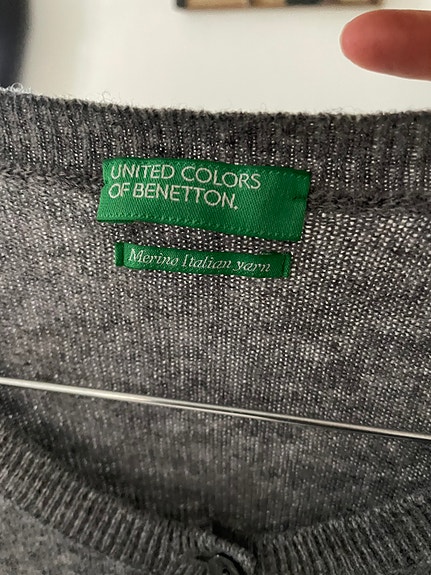 UNITED COLORS
OF BENETTON.
Merino Italian yarn